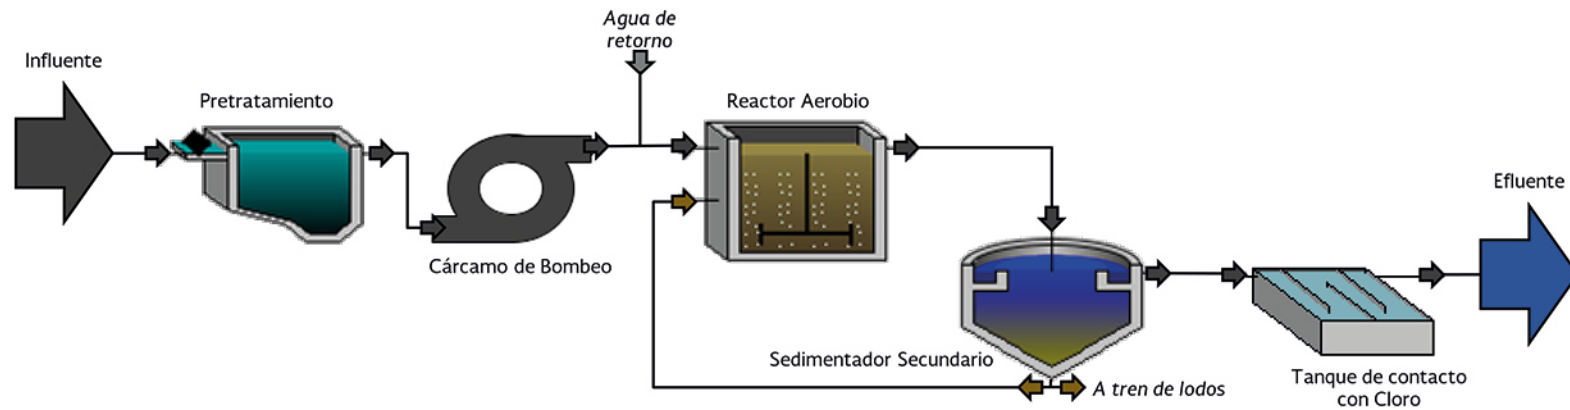 Influente
Pretratamiento
Cárcamo de Bombeo
Agua de
retorno
Reactor Aerobio
Sedimentador Secundario
A tren de lodos
Tanque de contacto
con Cloro
Efluente